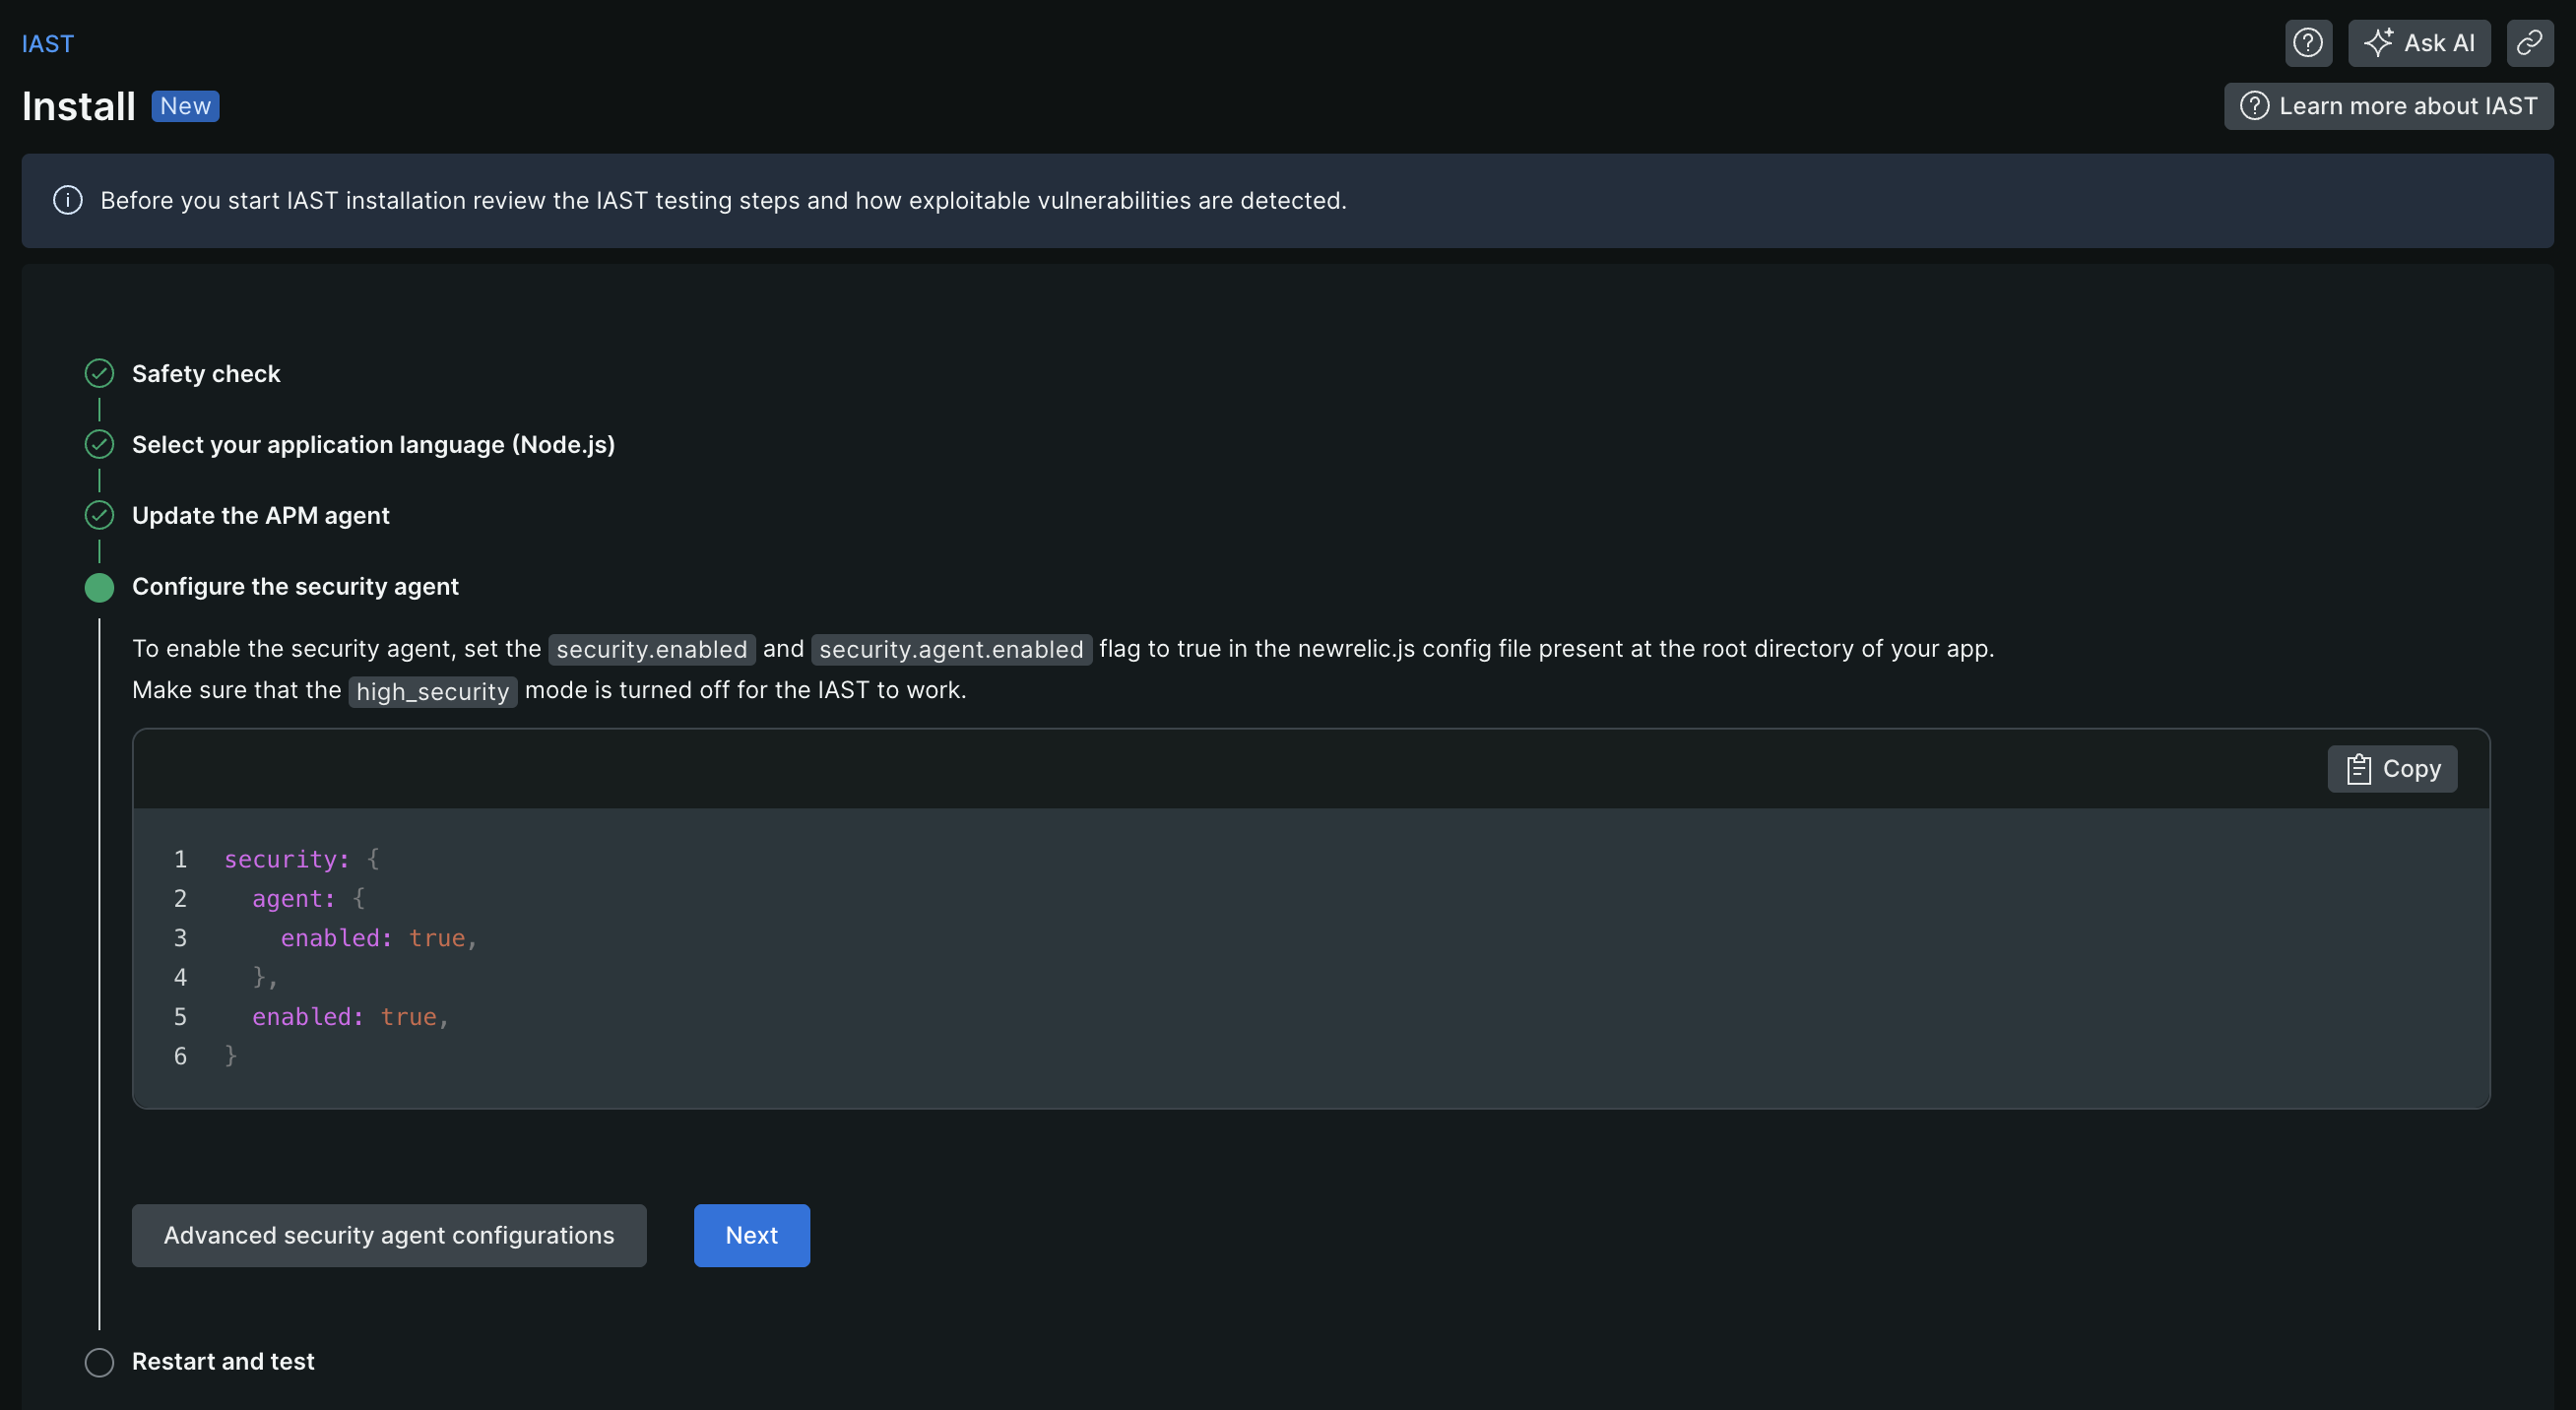 IAST
Ask AI
Install New
Learn more about IAST
Before you start IAST installation review the IAST testing steps and how exploitable vulnerabilities are detected.
Safety check
Select your application language (Node.js)
Update the APM agent
Configure the security agent
To enable the security agent, set the security.enabled and security.agent.enabled flag to true in the newrelic.js config file present at the root directory of your app.
Make sure that the high_security mode is turned off for the IAST to work.
Copy
1 security: {
2   agent: {
3     enabled: true,
4   },
5   enabled: true,
6 }
Advanced security agent configurations
Next
Restart and test